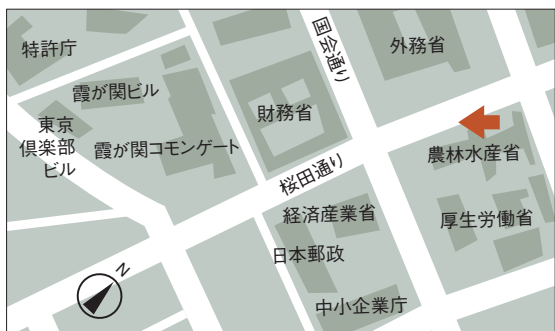 特許庁
霞が関ビル
東京
倶楽部
ビル
霞が関コモンゲート
財務省
国会通り
外務省
桜田通り
農林水産省
経済産業省
厚生労働省
日本郵政
中小企業庁
N